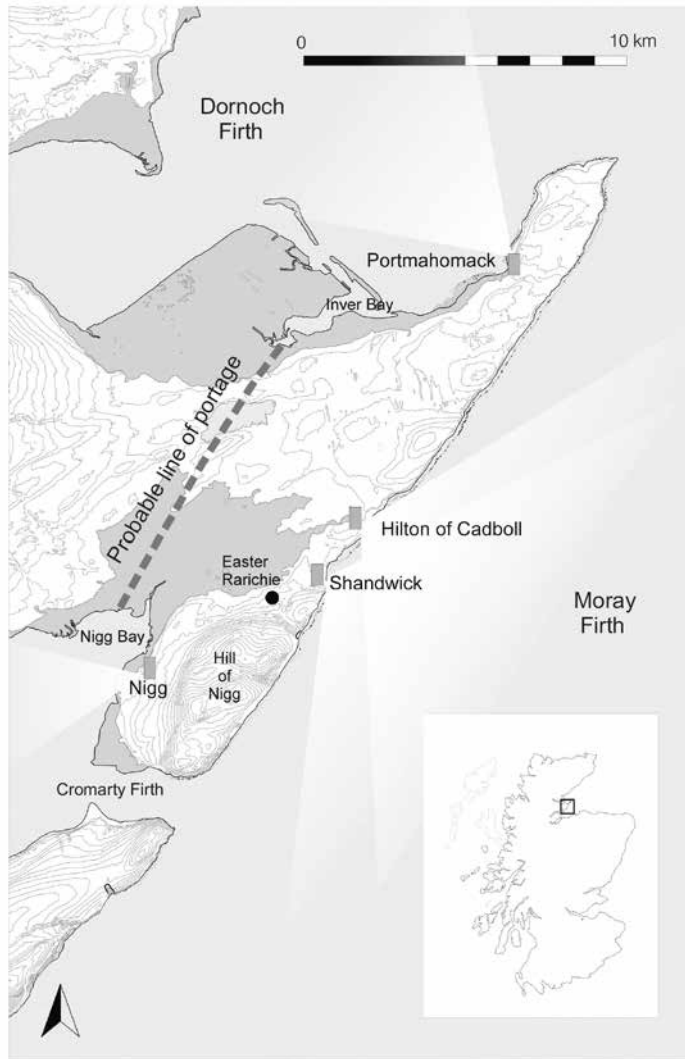 0 10 km
Dornoch
Firth
Portmahomack
Inver Bay
Probable line of portage
Hilton of Cadboll
Easter
Rarichie
Shandwick
Moray
Firth
Nigg Bay
Hill
of
Nigg
Nigg
Cromarty Firth